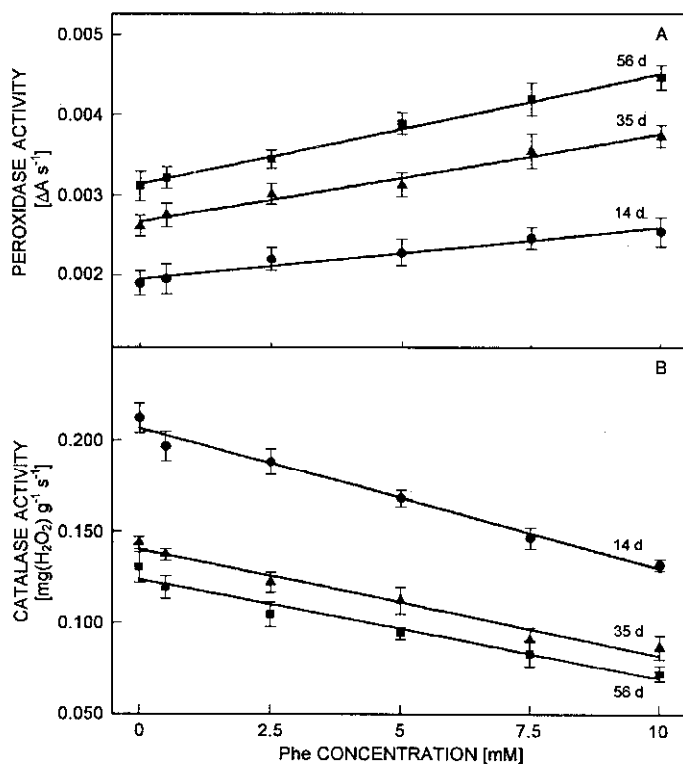 A
0.005
0.004
0.003
0.002
PEROXIDASE ACTIVITY
[ΔA s⁻¹]
56 d
35 d
14 d
B
0.200
0.150
0.100
0.050
CATALASE ACTIVITY
[mg(H₂O₂) g⁻¹ s⁻¹]
14 d
35 d
56 d
0 2.5 5 7.5 10
Phe CONCENTRATION [mM]